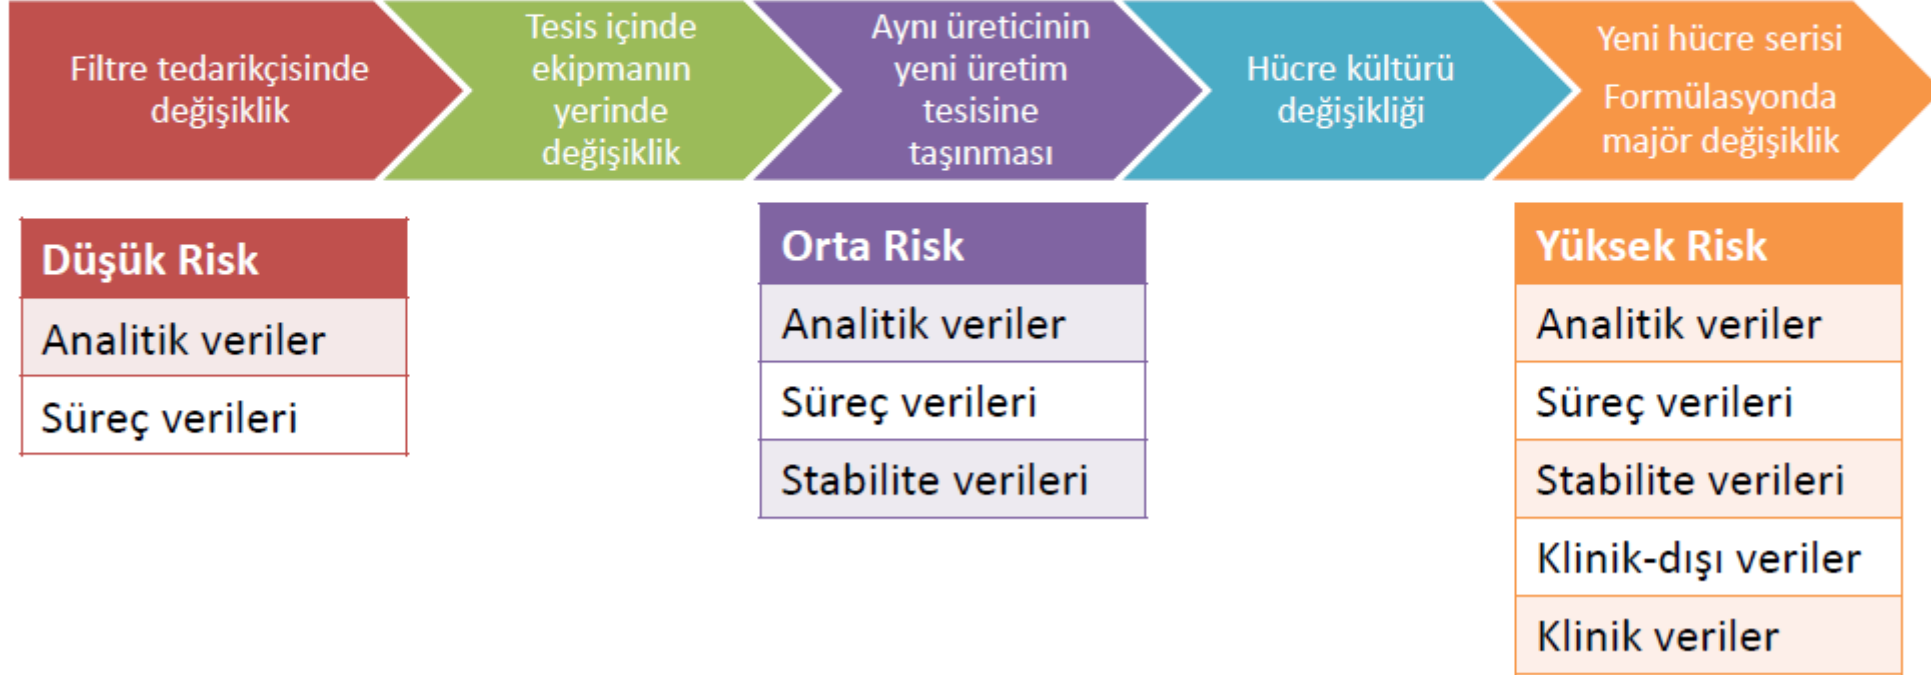 Filtre tedarikçisinde
değişiklik
Tesis içinde
ekipmanın
yerinde
değişiklik
Aynı üreticinin
yeni üretim
tesisine
taşınması
Hücre kültürü
değişikliği
Yeni hücre serisi
Formülasyonda
majör değişiklik
Düşük Risk
Analitik veriler
Süreç verileri
Orta Risk
Analitik veriler
Süreç verileri
Stabilite verileri
Yüksek Risk
Analitik veriler
Süreç verileri
Stabilite verileri
Klinik-dışı veriler
Klinik veriler